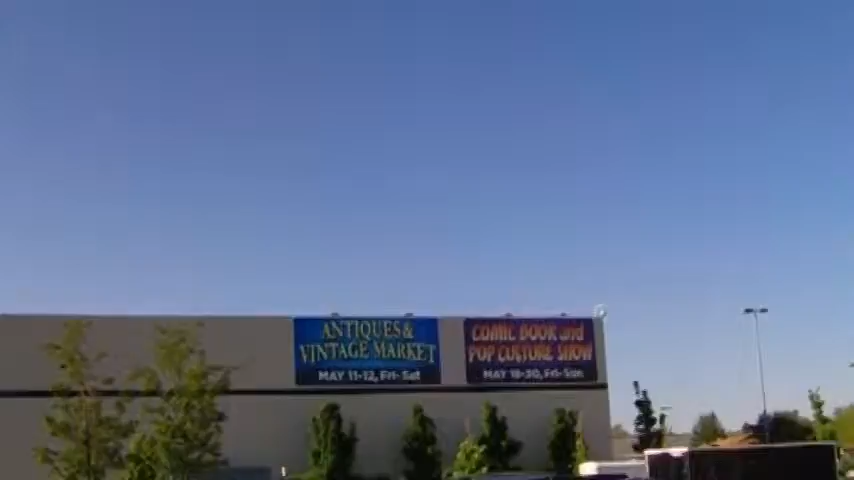 ANTIQUES &
VINTAGE MARKET
MAY 11-12, Fri- Sat
COMIC BOOK and
POP CULTURE SHOW
MAY 18-20, Fri- Sun